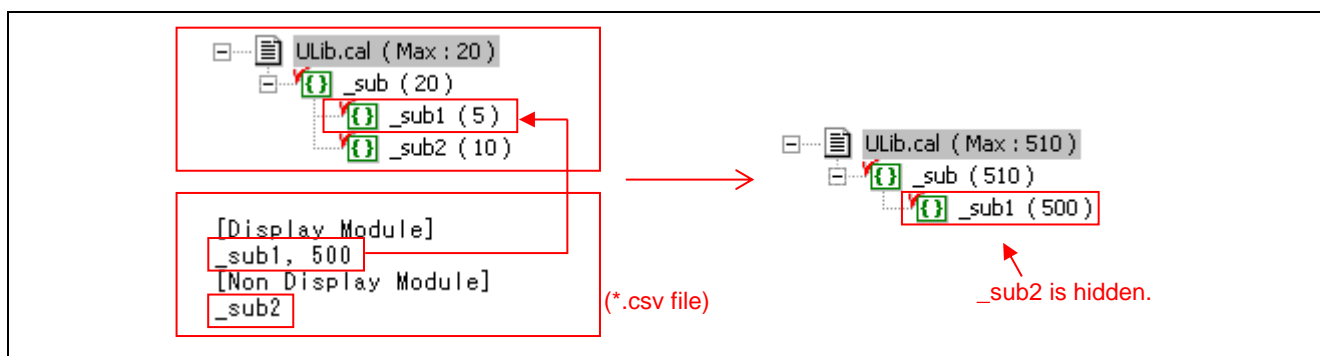 ULib.cal ( Max : 20 )
_sub ( 20 )
_sub1 ( 5 )
_sub2 ( 10 )
[Display Module]
_sub1, 500
[Non Display Module]
_sub2
(*.csv file)
ULib.cal ( Max : 510 )
_sub ( 510 )
_sub1 ( 500 )
_sub2 is hidden.